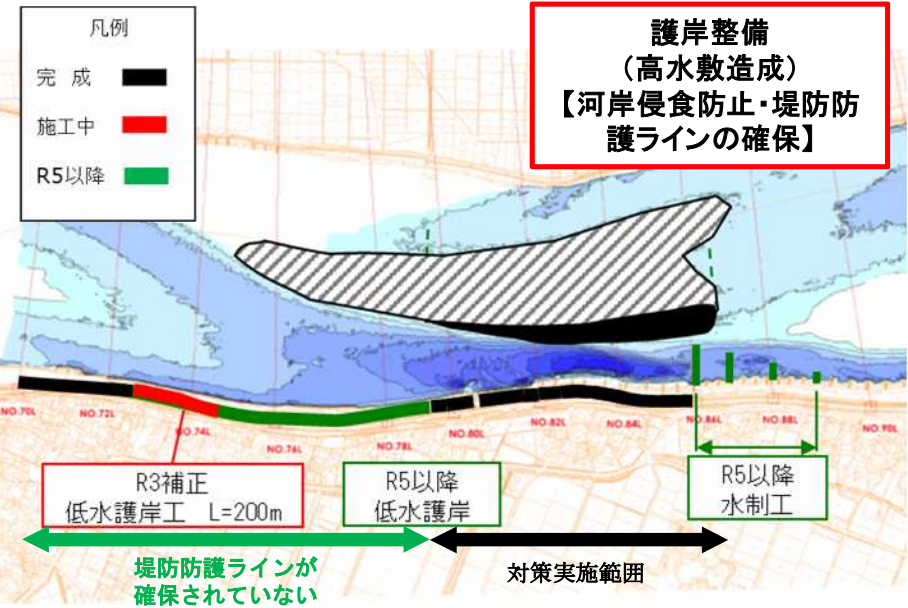 凡例
完 成
施工中
R5以降
護岸整備
（高水敷造成）
【河岸侵食防止・堤防防
護ラインの確保】
NO.70L
NO.72L
NO.74L
NO.76L
NO.78L
NO.80L
NO.82L
NO.84L
NO.86L
NO.88L
NO.90L
R3補正
低水護岸工 L=200m
R5以降
低水護岸
R5以降
水制工
堤防防護ラインが
確保されていない
対策実施範囲